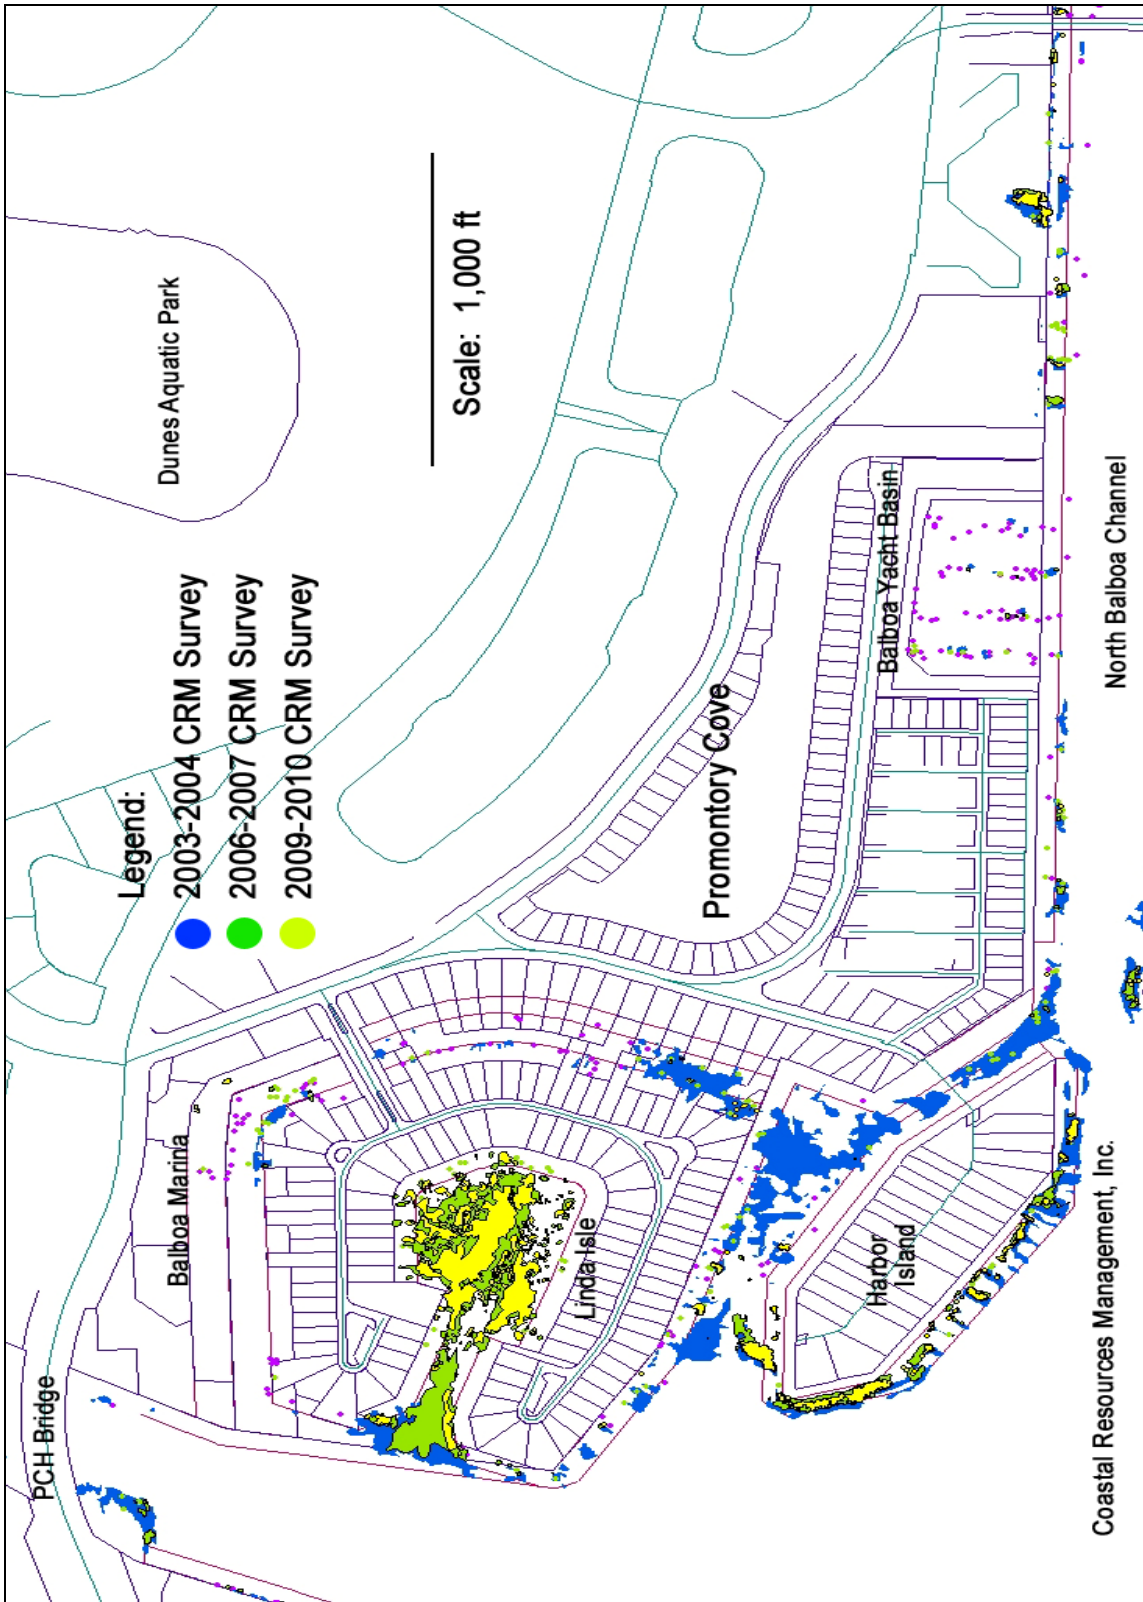 PCH Bridge
Balboa Marina
Legend:
2003-2004 CRM Survey
2006-2007 CRM Survey
2009-2010 CRM Survey
Dunes Aquatic Park
Scale: 1,000 ft
Linda Isle
Promontory Cove
Balboa Yacht Basin
Harbor
Island
North Balboa Channel
Coastal Resources Management, Inc.